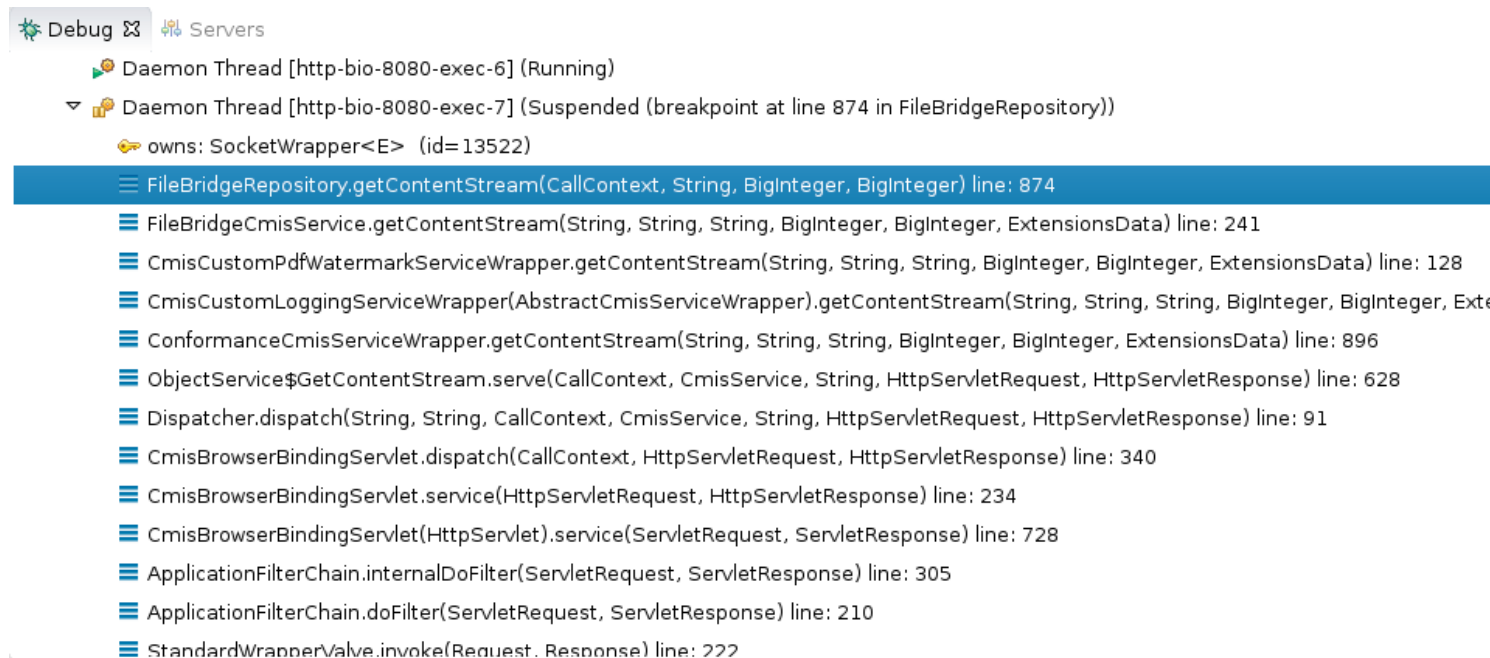 Debug Servers
Daemon Thread [http-bio-8080-exec-6] (Running)
Daemon Thread [http-bio-8080-exec-7] (Suspended (breakpoint at line 874 in FileBridgeRepository))
owns: SocketWrapper<E> (id=13522)
FileBridgeRepository.getContentStream(CallContext, String, BigInteger, BigInteger) line: 874
FileBridgeCmisService.getContentStream(String, String, String, BigInteger, BigInteger, ExtensionsData) line: 241
CmisCustomPdfWatermarkServiceWrapper.getContentStream(String, String, String, BigInteger, BigInteger, ExtensionsData) line: 128
CmisCustomLoggingServiceWrapper(AbstractCmisServiceWrapper).getContentStream(String, String, String, BigInteger, BigInteger, Exte
ConformanceCmisServiceWrapper.getContentStream(String, String, String, BigInteger, BigInteger, ExtensionsData) line: 896
ObjectService$GetContentStream.serve(CallContext, CmisService, String, HttpServletRequest, HttpServletResponse) line: 628
Dispatcher.dispatch(String, String, CallContext, CmisService, String, HttpServletRequest, HttpServletResponse) line: 91
CmisBrowserBindingServlet.dispatch(CallContext, HttpServletRequest, HttpServletResponse) line: 340
CmisBrowserBindingServlet.service(HttpServletRequest, HttpServletResponse) line: 234
CmisBrowserBindingServlet(HttpServlet).service(ServletRequest, ServletResponse) line: 728
ApplicationFilterChain.internalDoFilter(ServletRequest, ServletResponse) line: 305
ApplicationFilterChain.doFilter(ServletRequest, ServletResponse) line: 210
StandardWrapperValve.invoke(Request, Response) line: 222